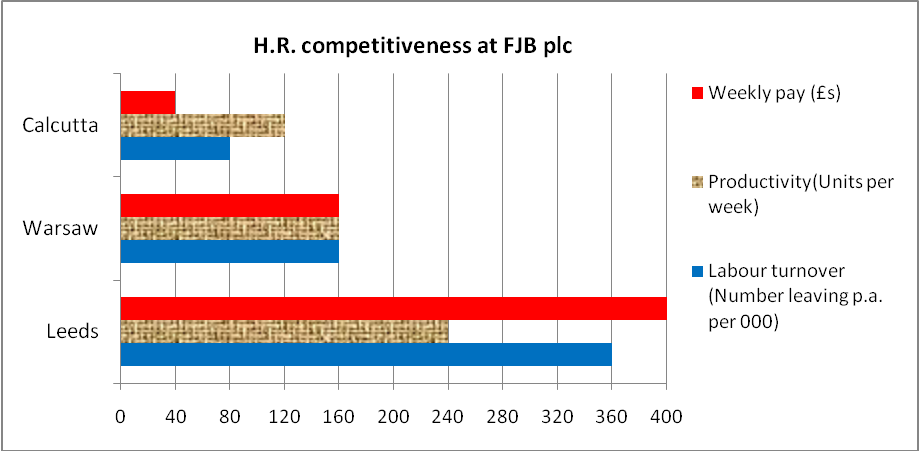 H.R. competitiveness at FJB plc
Calcutta
Warsaw
Leeds
0 40 80 120 160 200 240 280 320 360 400
Weekly pay (£s)
Productivity(Units per
week)
Labour turnover
(Number leaving p.a.
per 000)